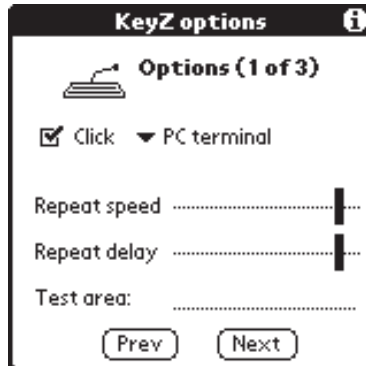 KeyZ options i
Options (1 of 3)
Click PC terminal
Repeat speed
Repeat delay
Test area:
Prev Next